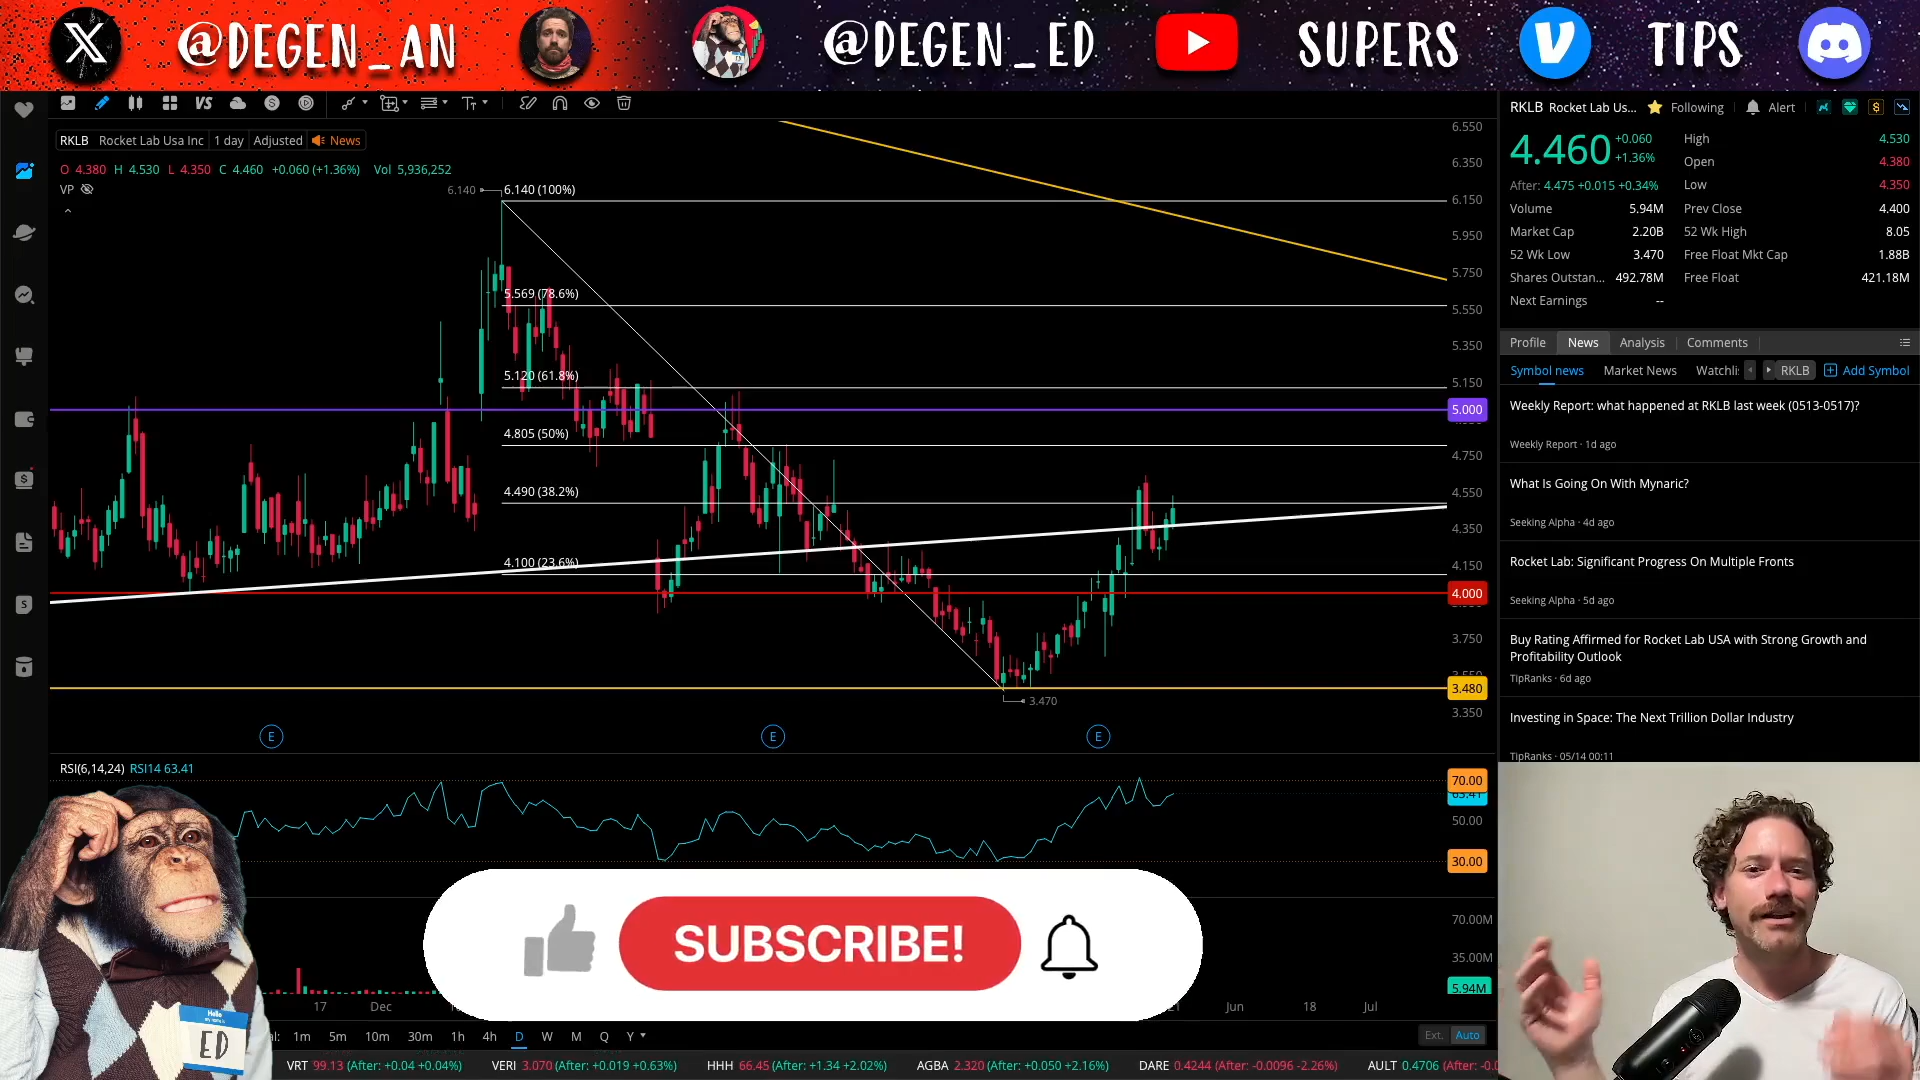 @DEGEN_AN
@DEGEN_ED
SUPERS
TIPS
VS
RKLB Rocket Lab Usa Inc 1 day Adjusted News
O 4.380 H 4.530 L 4.350 C 4.460 +0.060 (+1.36%) Vol 5,936,252
VP
6.140
6.140 (100%)
5.569 (78.6%)
5.120 (61.8%)
4.805 (50%)
4.490 (38.2%)
4.100 (23.6%)
3.470
6.550
6.350
6.150
5.950
5.750
5.550
5.350
5.150
5.000
4.750
4.550
4.350
4.150
4.000
3.750
3.480
3.350
E
E
E
RSI(6,14,24) RSI14 63.41
70.00
50.00
30.00
70.00M
35.00M
5.94M
SUBSCRIBE!
Hello
ED
17
Dec
Jun
18
Jul
1m
5m
10m
30m
1h
4h
D
W
M
Q
Y
Ext.
Auto
VRT 99.13 (After: +0.04 +0.04%)
VERI 3.070 (After: +0.019 +0.63%)
HHH 66.45 (After: +1.34 +2.02%)
AGBA 2.320 (After: +0.050 +2.16%)
DARE 0.4244 (After: -0.0096 -2.26%)
AULT 0.4706 (After: -0.0
RKLB Rocket Lab Us... Following Alert
4.460
+0.060
+1.36%
After: 4.475 +0.015 +0.34%
High 4.530
Open 4.380
Low 4.350
Volume 5.94M Prev Close 4.400
Market Cap 2.20B 52 Wk High 8.05
52 Wk Low 3.470 Free Float Mkt Cap 1.88B
Shares Outstan... 492.78M Free Float 421.18M
Next Earnings --
Profile News Analysis Comments
Symbol news Market News Watchli RKLB Add Symbol
Weekly Report: what happened at RKLB last week (0513-0517)?
Weekly Report · 1d ago
What Is Going On With Mynaric?
Seeking Alpha · 4d ago
Rocket Lab: Significant Progress On Multiple Fronts
Seeking Alpha · 5d ago
Buy Rating Affirmed for Rocket Lab USA with Strong Growth and
Profitability Outlook
TipRanks · 6d ago
Investing in Space: The Next Trillion Dollar Industry
TipRanks · 05/14 00:11